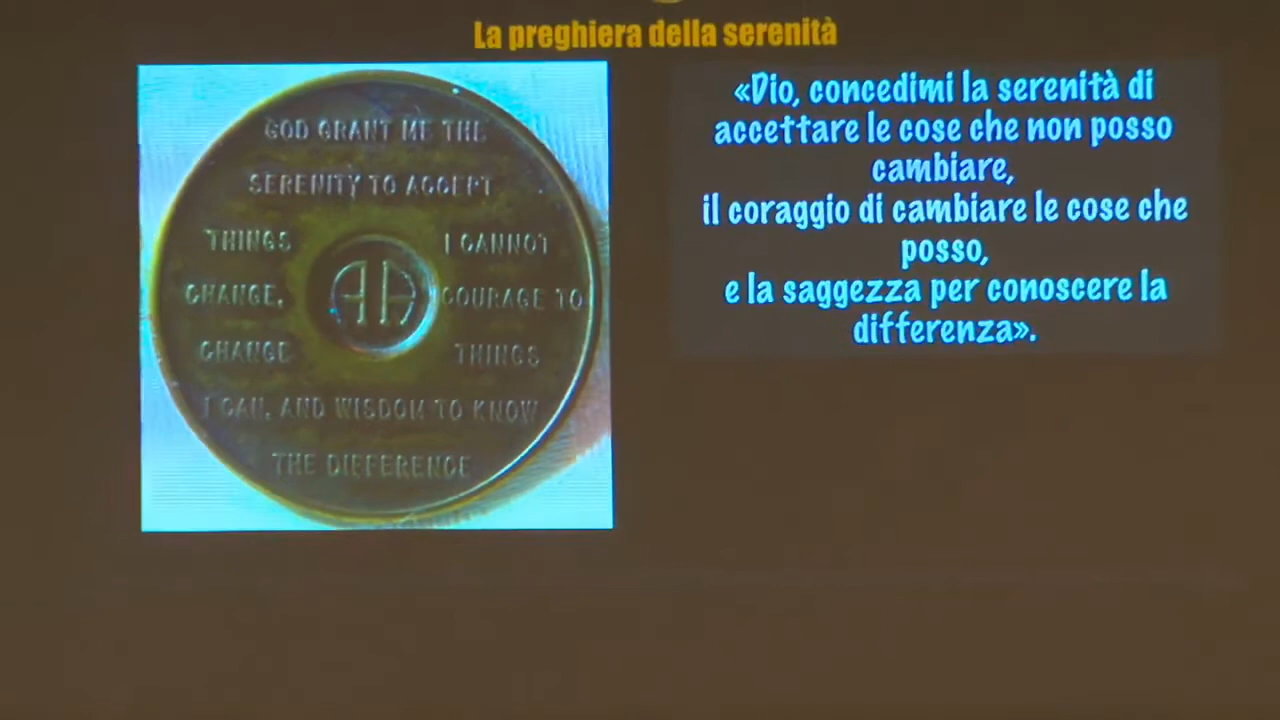 La preghiera della serenità
GOD GRANT ME THE
SERENITY TO ACCEPT
THINGS I CANNOT
CHANGE, COURAGE TO
CHANGE THINGS
I CAN, AND WISDOM TO KNOW
THE DIFFERENCE
AA
«Dio, concedimi la serenità di
accettare le cose che non posso
cambiare,
il coraggio di cambiare le cose che
posso,
e la saggezza per conoscere la
differenza».